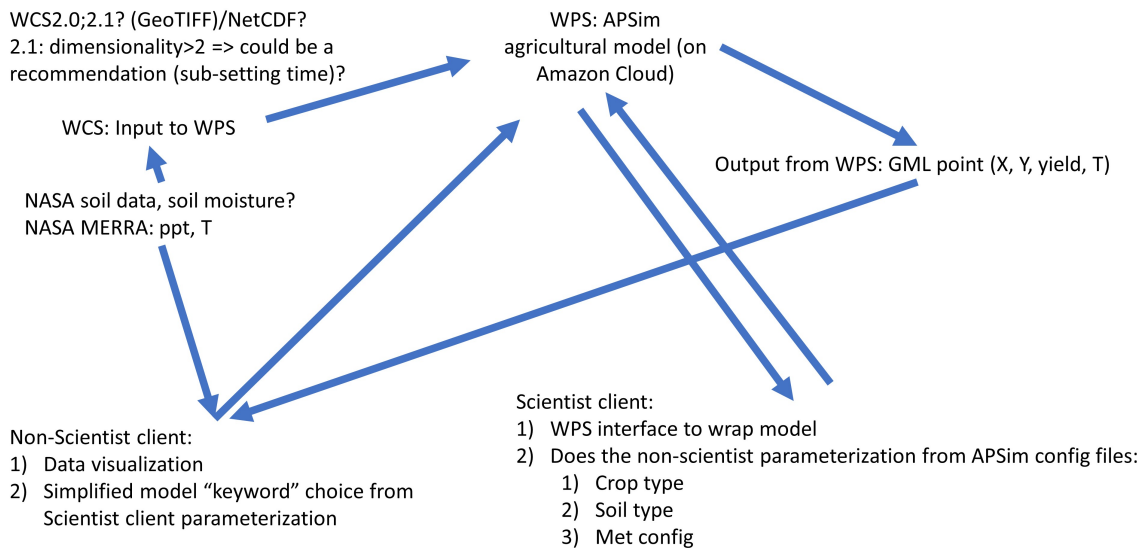 WCS2.0;2.1? (GeoTIFF)/NetCDF?
2.1: dimensionality>2 => could be a
recommendation (sub-setting time)?
WCS: Input to WPS
NASA soil data, soil moisture?
NASA MERRA: ppt, T
WPS: APSim
agricultural model (on
Amazon Cloud)
Output from WPS: GML point (X, Y, yield, T)
Non-Scientist client:
1) Data visualization
2) Simplified model “keyword” choice from
Scientist client parameterization
Scientist client:
1) WPS interface to wrap model
2) Does the non-scientist parameterization from APSim config files:
1) Crop type
2) Soil type
3) Met config